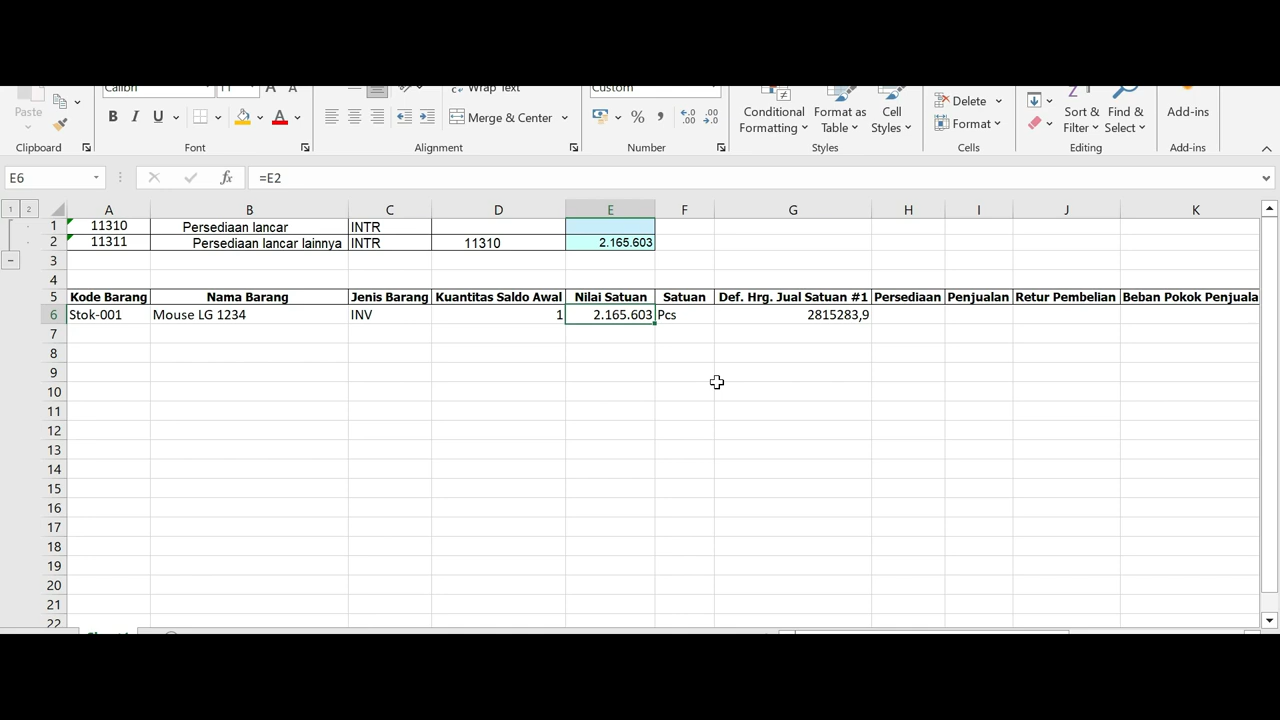 Calibri 11 A A Wrap Text Custom
Paste B I U A Merge & Center % , Conditional Format as Cell Delete Sort & Find & Add-ins
Formatting Table Styles Format Filter Select
Clipboard Font Alignment Number Styles Cells Editing Add-ins
E6 fx =E2
1 2 A B C D E F G H I J K
1 11310 Persediaan lancar INTR
2 11311 Persediaan lancar lainnya INTR 11310 2.165.603
3
4
5 Kode Barang Nama Barang Jenis Barang Kuantitas Saldo Awal Nilai Satuan Satuan Def. Hrg. Jual Satuan #1 Persediaan Penjualan Retur Pembelian Beban Pokok Penjuala
6 Stok-001 Mouse LG 1234 INV 1 2.165.603 Pcs 2815283,9
7
8
9
10
11
12
13
14
15
16
17
18
19
20
21
22